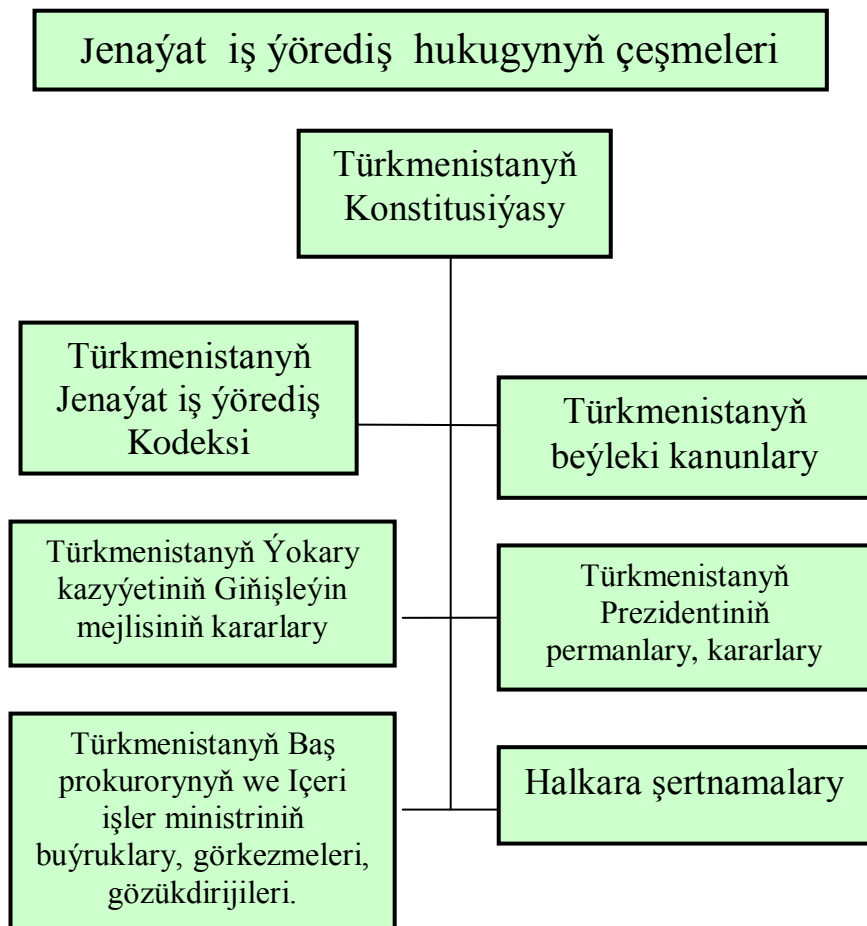 Jenaýat iş ýörediş hukugynyň çeşmeleri
Türkmenistanyň
Konstitusiýasy
Türkmenistanyň
Jenaýat iş ýörediş
Kodeksi
Türkmenistanyň
beýleki kanunlary
Türkmenistanyň Ýokary
kazyýetiniň Giňişleýin
mejlisiniň kararlary
Türkmenistanyň
Prezidentiniň
permanlary, kararlary
Türkmenistanyň Baş
prokurorynyň we Içeri
işler ministriniň
buýruklary, görkezmeleri,
gözükdirijileri.
Halkara şertnamalary